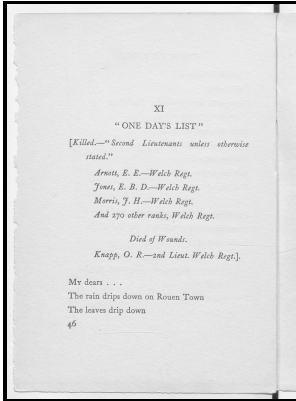 XI
"ONE DAY'S LIST"
[Killed.—"Second Lieutenants unless otherwise
stated."
Arnott, E. E.—Welch Regt.
Jones, E. B. D.—Welch Regt.
Morris, J. H.—Welch Regt.
And 270 other ranks, Welch Regt.
Died of Wounds.
Knapp, O. R.—2nd Lieut. Welch Regt.].
My dears . . .
The rain drips down on Rouen Town
The leaves drip down
46